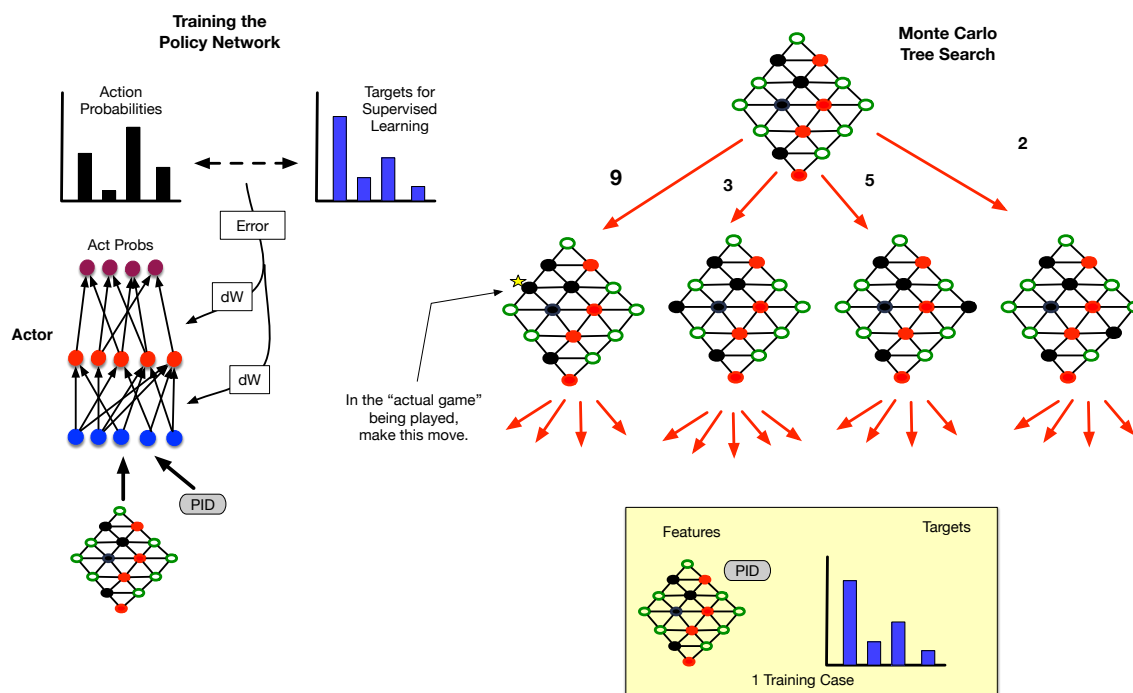 Training the
Policy Network
Action
Probabilities
Targets for
Supervised
Learning
Error
Act Probs
dW
Actor
dW
PID
Monte Carlo
Tree Search
9
3
5
2
In the “actual game”
being played,
make this move.
Features
Targets
PID
1 Training Case